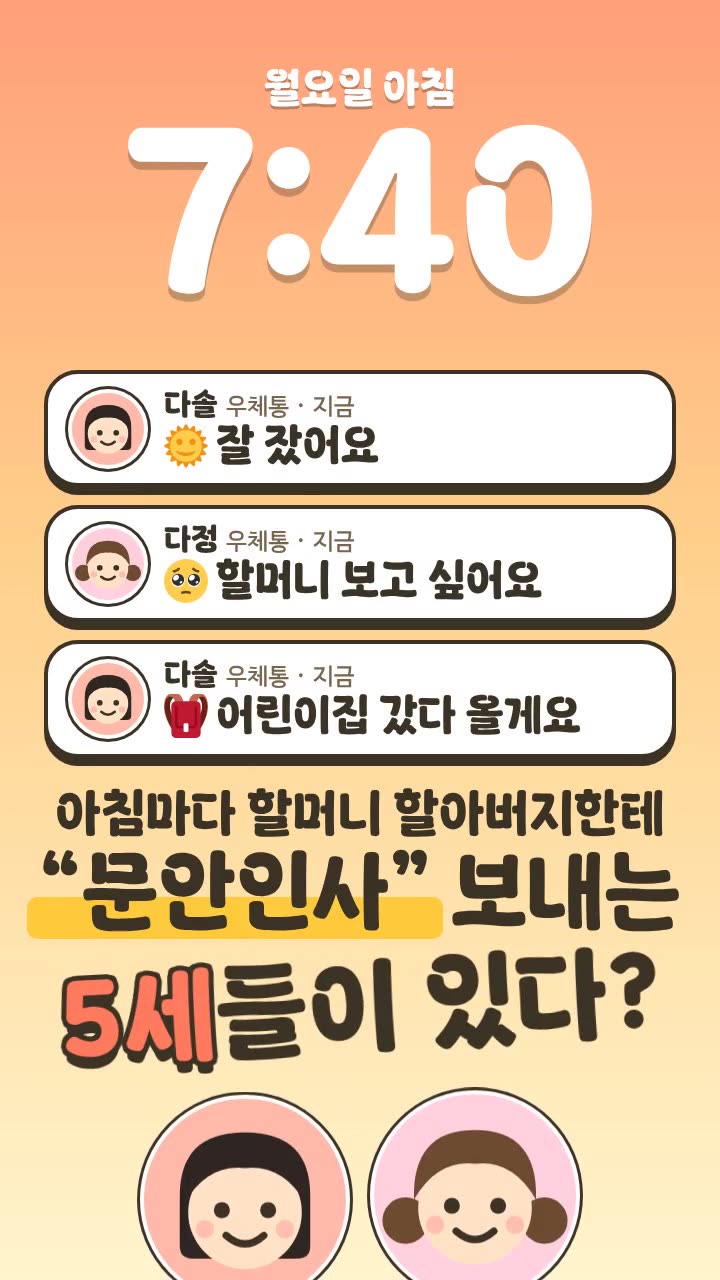 월요일 아침
7:40
다솔 우체통 · 지금
🌞 잘 잤어요
다정 우체통 · 지금
🥺 할머니 보고 싶어요
다솔 우체통 · 지금
🎒 어린이집 갔다 올게요
아침마다 할머니 할아버지한테
“문안인사” 보내는
5세들이 있다?